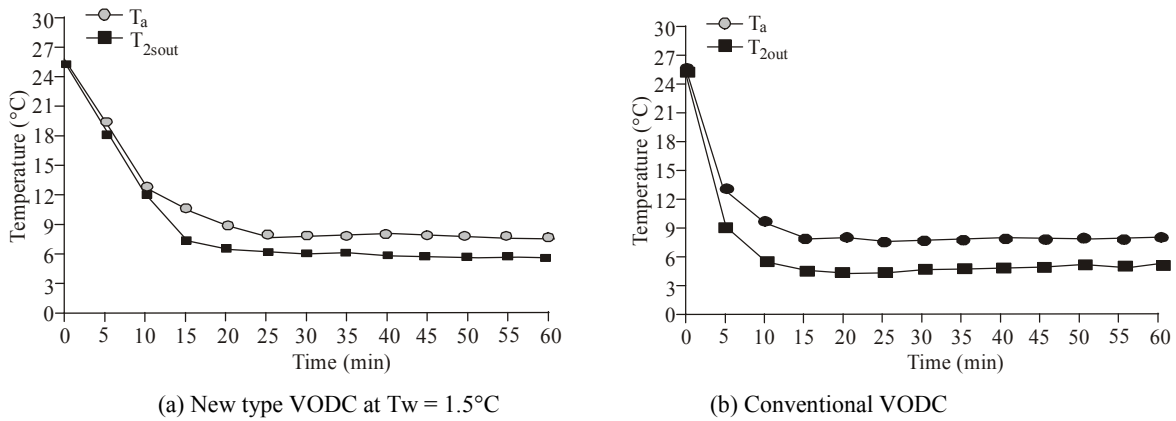 30
27
24
21
18
15
12
9
6
3
0
Temperature (°C)
Ta
T2sout
0 5 10 15 20 25 30 35 40 45 50 55 60
Time (min)
(a) New type VODC at Tw = 1.5°C
30
27
24
21
18
15
12
9
6
3
0
Temperature (°C)
Ta
T2out
0 5 10 15 20 25 30 35 40 45 50 55 60
Time (min)
(b) Conventional VODC